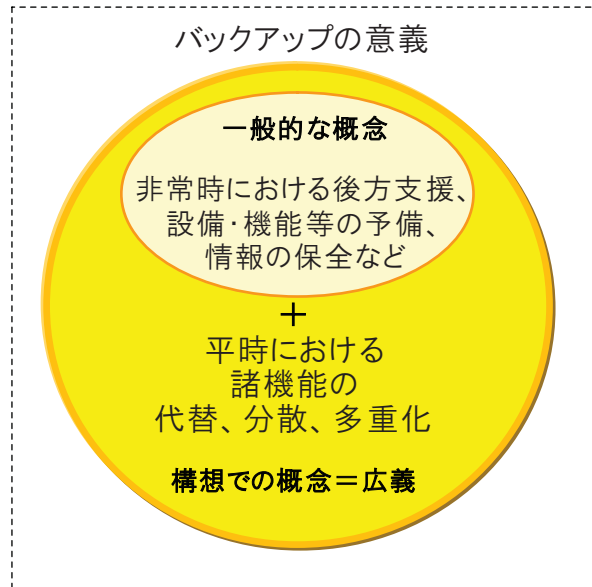 バックアップの意義
一般的な概念
非常時における後方支援、
設備・機能等の予備、
情報の保全など
＋
平時における
諸機能の
代替、分散、多重化
構想での概念＝広義